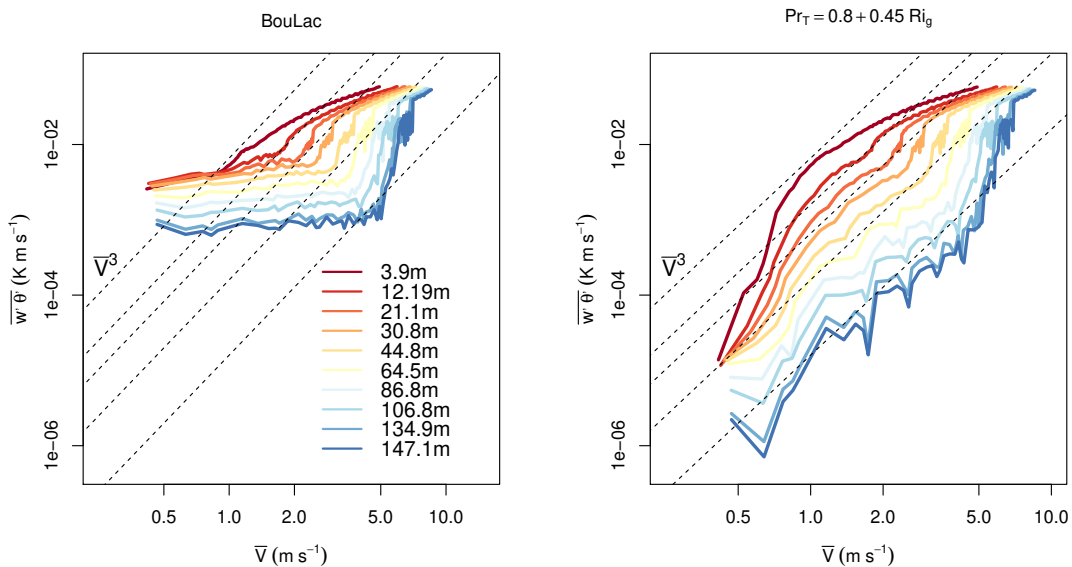 BouLac
w′ θ′ (K m s⁻¹)
1e−02
1e−04
1e−06
V̅³
3.9m
12.19m
21.1m
30.8m
44.8m
64.5m
86.8m
106.8m
134.9m
147.1m
0.5 1.0 2.0 5.0 10.0
V̅ (m s⁻¹)
Pr_T = 0.8 + 0.45 Ri_g
w′ θ′ (K m s⁻¹)
1e−02
1e−04
1e−06
V̅³
0.5 1.0 2.0 5.0 10.0
V̅ (m s⁻¹)